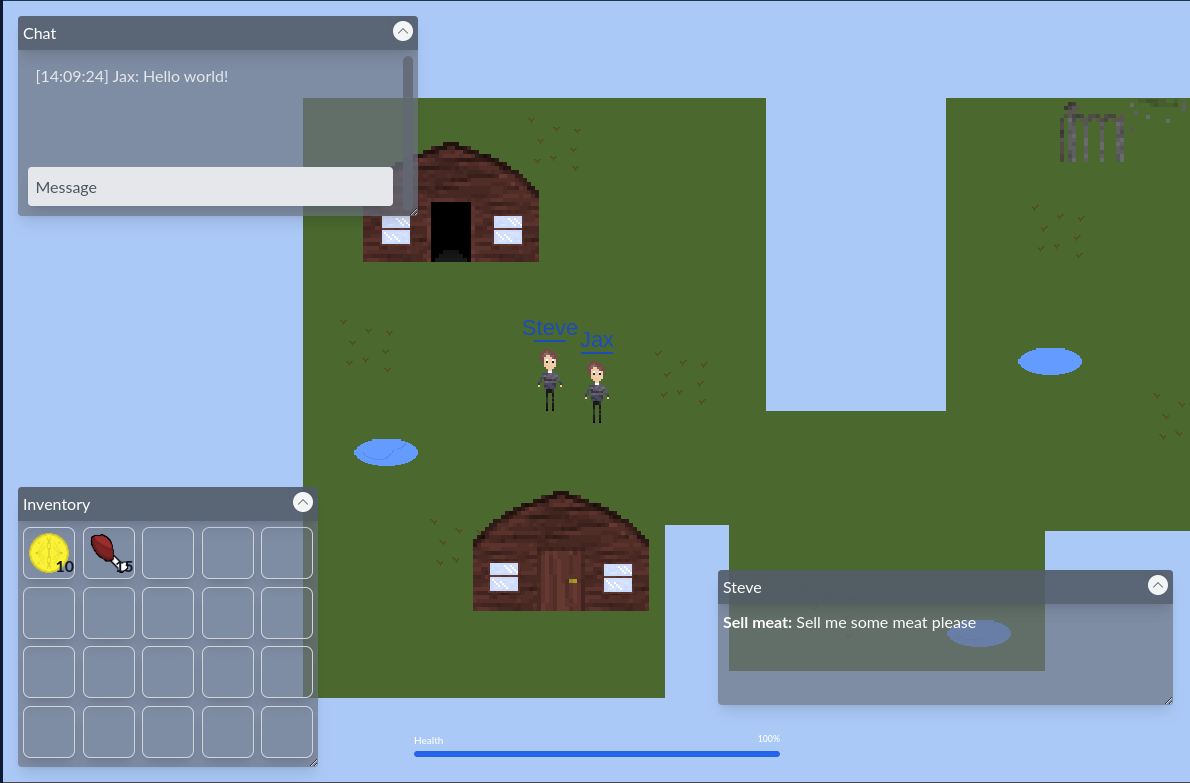 Chat
[14:09:24] Jax: Hello world!
Message
Steve
Jax
Inventory
10
15
Steve
Sell meat: Sell me some meat please
Health
100%